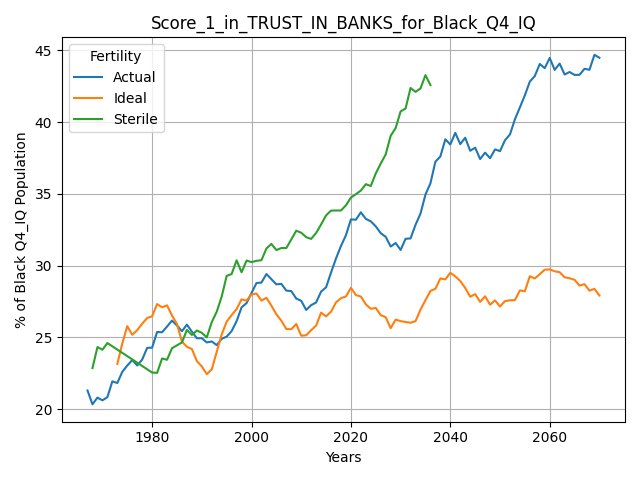 Score_1_in_TRUST_IN_BANKS_for_Black_Q4_IQ
Fertility
Actual
Ideal
Sterile
45
40
35
30
25
20
% of Black Q4_IQ Population
1980
2000
2020
2040
2060
Years